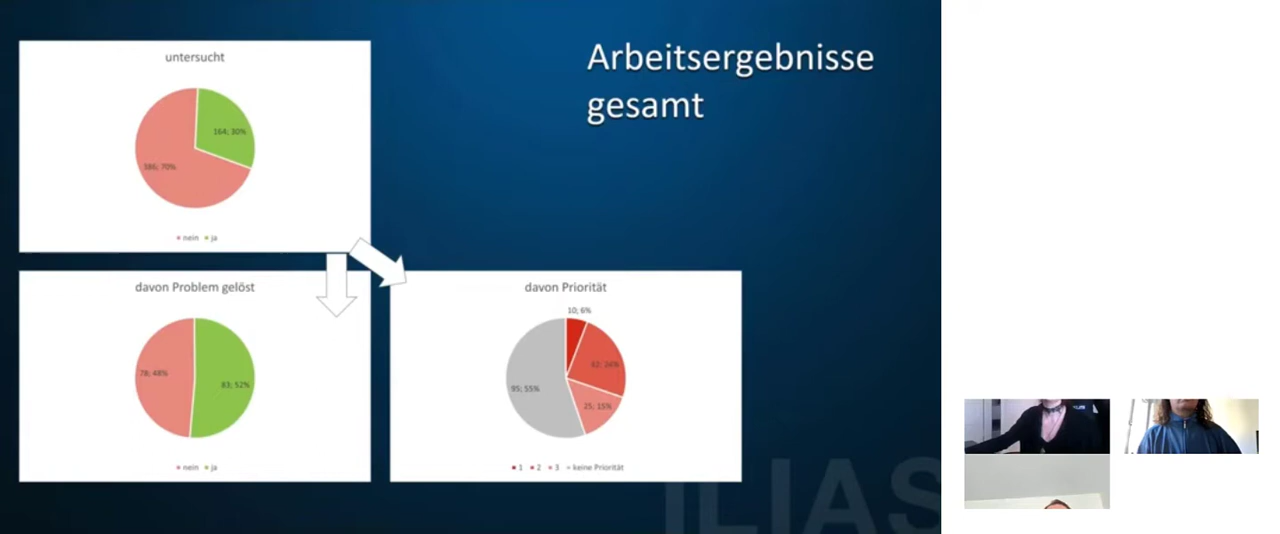 Arbeitsergebnisse
gesamt
untersucht
164; 30%
386; 70%
nein ja
davon Problem gelöst
78; 48%
83; 52%
nein ja
davon Priorität
10; 6%
24%
25; 15%
95; 55%
1 2 3 keine Priorität
ILIAS